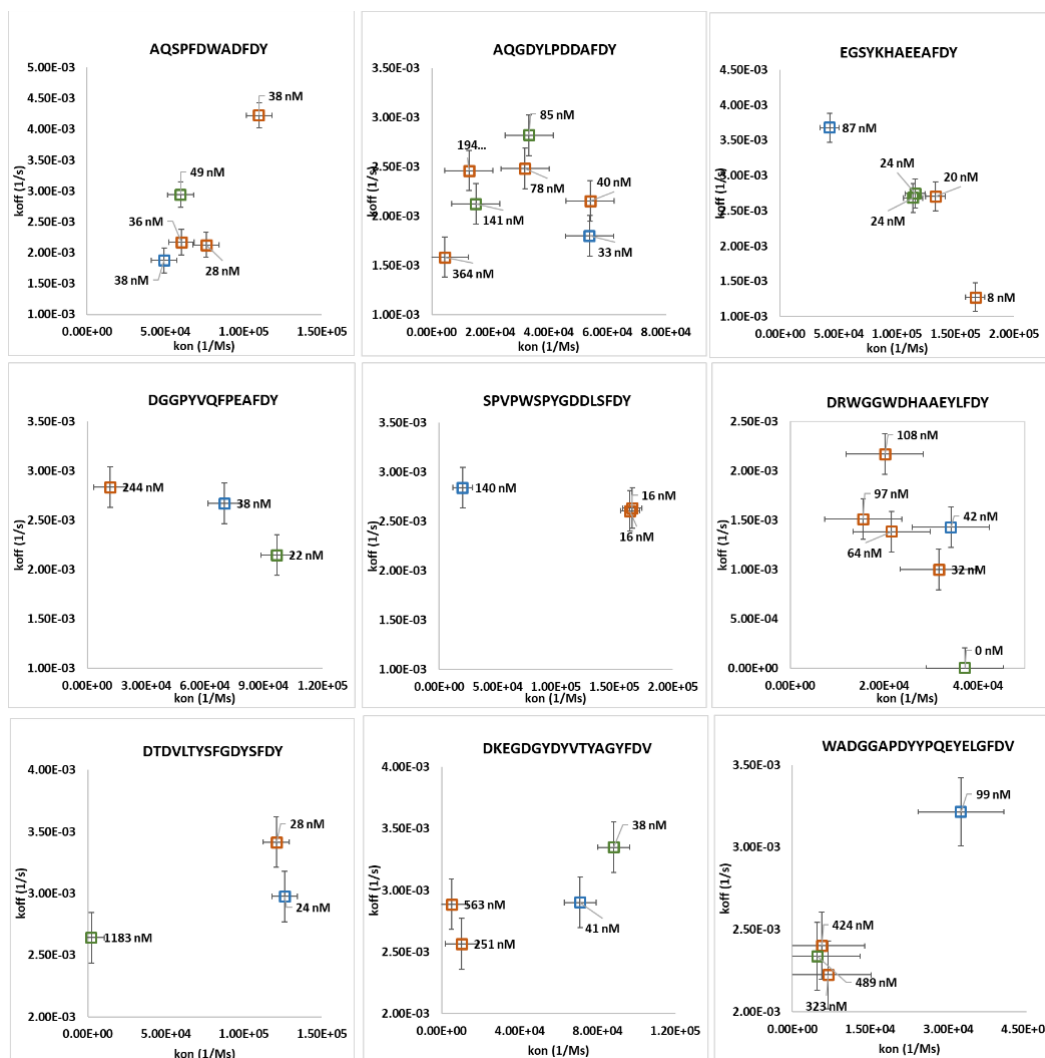 AQSPFDWADFDY
5.00E-03
4.50E-03
4.00E-03
3.50E-03
3.00E-03
2.50E-03
2.00E-03
1.50E-03
1.00E-03
koff (1/s)
38 nM
49 nM
36 nM
28 nM
38 nM
0.00E+00 5.00E+04 1.00E+05 1.50E+05
kon (1/Ms)
AQGDYLPDDAFDY
3.50E-03
3.00E-03
2.50E-03
2.00E-03
1.50E-03
1.00E-03
koff (1/s)
85 nM
194...
78 nM
40 nM
141 nM
33 nM
364 nM
0.00E+00 2.00E+04 4.00E+04 6.00E+04 8.00E+04
kon (1/Ms)
EGSYKHAEEAFDY
4.50E-03
4.00E-03
3.50E-03
3.00E-03
2.50E-03
2.00E-03
1.50E-03
1.00E-03
koff (1/s)
87 nM
24 nM
20 nM
24 nM
8 nM
0.00E+00 5.00E+04 1.00E+05 1.50E+05 2.00E+05
kon (1/Ms)
DGGPYVQFPEAFDY
3.50E-03
3.00E-03
2.50E-03
2.00E-03
1.50E-03
1.00E-03
koff (1/s)
244 nM
38 nM
22 nM
0.00E+00 3.00E+04 6.00E+04 9.00E+04 1.20E+05
kon (1/Ms)
SPVPWSPYGDDLSFDY
3.50E-03
3.00E-03
2.50E-03
2.00E-03
1.50E-03
1.00E-03
koff (1/s)
140 nM
16 nM
16 nM
0.00E+00 5.00E+04 1.00E+05 1.50E+05 2.00E+05
kon (1/Ms)
DRWGGWDHAAEYLFDY
2.50E-03
2.00E-03
1.50E-03
1.00E-03
5.00E-04
0.00E+00
koff (1/s)
108 nM
97 nM
42 nM
64 nM
32 nM
0 nM
0.00E+00 2.00E+04 4.00E+04
kon (1/Ms)
DTDVLTYSFGDYSFDY
4.00E-03
3.50E-03
3.00E-03
2.50E-03
2.00E-03
koff (1/s)
28 nM
24 nM
1183 nM
0.00E+00 5.00E+04 1.00E+05 1.50E+05
kon (1/Ms)
DKEGDGYDYVTYAGYFDV
4.00E-03
3.50E-03
3.00E-03
2.50E-03
2.00E-03
koff (1/s)
38 nM
563 nM
41 nM
251 nM
0.00E+00 4.00E+04 8.00E+04 1.20E+05
kon (1/Ms)
WADGGAPDYYPQEYELGFDV
3.50E-03
3.00E-03
2.50E-03
2.00E-03
koff (1/s)
99 nM
424 nM
489 nM
323 nM
0.00E+00 1.50E+04 3.00E+04 4.50E+04
kon (1/Ms)